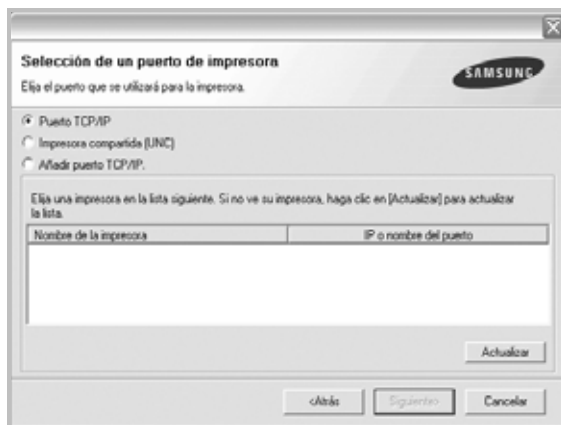 Selección de un puerto de impresora
Elija el puerto que se utilizará para la impresora.
SAMSUNG
Puerto TCP/IP
Impresora compartida (UNC)
Añadir puerto TCP/IP.
Elija una impresora en la lista siguiente. Si no ve su impresora, haga clic en [Actualizar] para actualizar
la lista.
Nombre de la impresora IP o nombre del puerto
Actualizar
<Atrás Siguiente> Cancelar